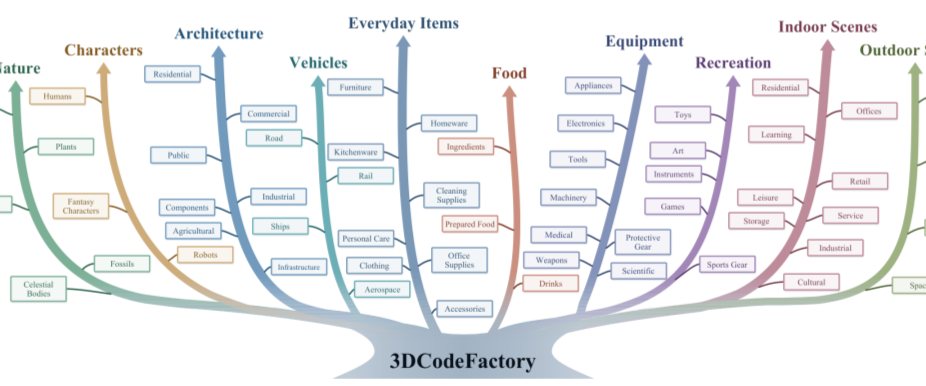 Nature
Plants
Fossils
Celestial
Bodies
Characters
Humans
Fantasy
Characters
Robots
Architecture
Residential
Commercial
Public
Industrial
Components
Agricultural
Infrastructure
Vehicles
Road
Rail
Ships
Aerospace
Everyday Items
Furniture
Homeware
Kitchenware
Cleaning
Supplies
Personal Care
Office
Supplies
Clothing
Accessories
Food
Ingredients
Prepared Food
Drinks
Equipment
Appliances
Electronics
Tools
Machinery
Medical
Protective
Gear
Weapons
Scientific
Recreation
Toys
Art
Instruments
Games
Sports Gear
Indoor Scenes
Residential
Offices
Learning
Retail
Leisure
Storage
Service
Industrial
Cultural
Outdoor
3DCodeFactory